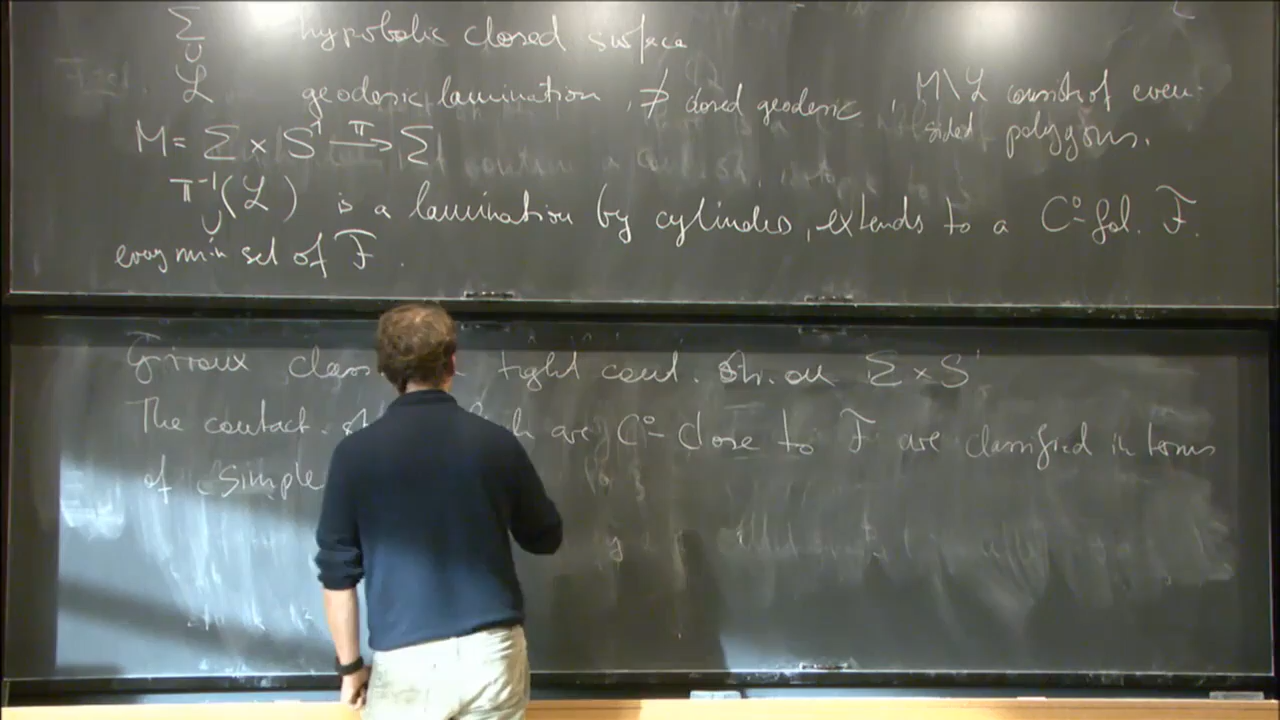 Σ hypobolic closed surface
∪
ℒ geodesic lamination, ∌ closed geodesic, M\ℒ consists of even-
sided polygons.
M = Σ × S¹ —π→ Σ
π⁻¹(ℒ) is a lamination by cylinders, extends to a C⁰-fol. F.
∪
every min set of F.
Giroux tight cont. str. on Σ × S¹
The contact are C⁰-close to F are classified in terms
of simple